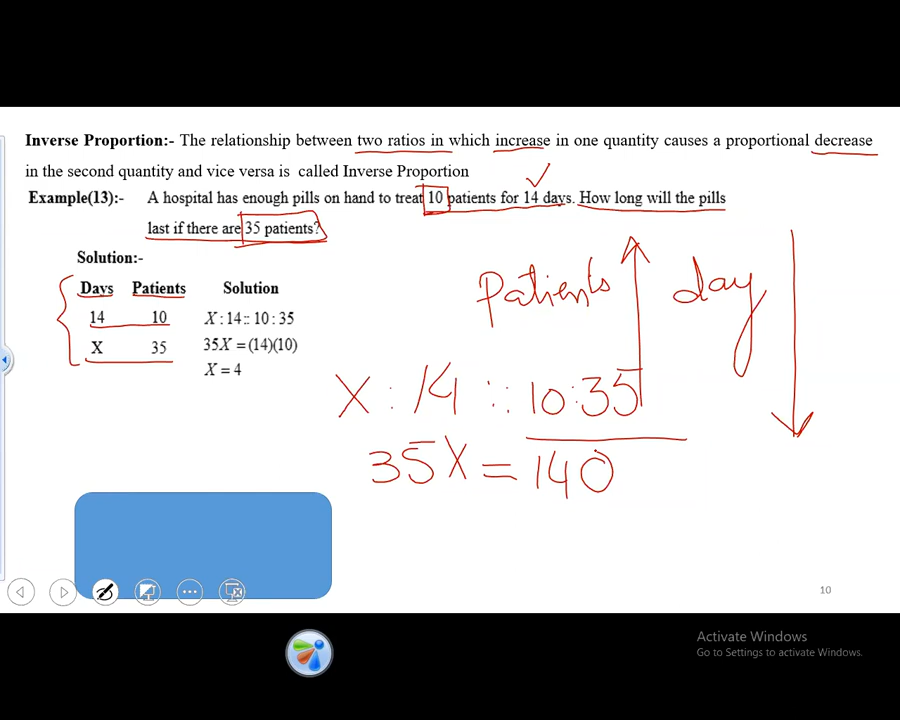 Inverse Proportion:- The relationship between two ratios in which increase in one quantity causes a proportional decrease
in the second quantity and vice versa is called Inverse Proportion
Example(13):- A hospital has enough pills on hand to treat 10 patients for 14 days. How long will the pills
last if there are 35 patients?
Solution:-
Days Patients Solution
14 10 X : 14 :: 10 : 35
X 35 35X = (14)(10)
X = 4
Patients day
X : 14 :: 10:35
35X = 140
10
Activate Windows
Go to Settings to activate Windows.